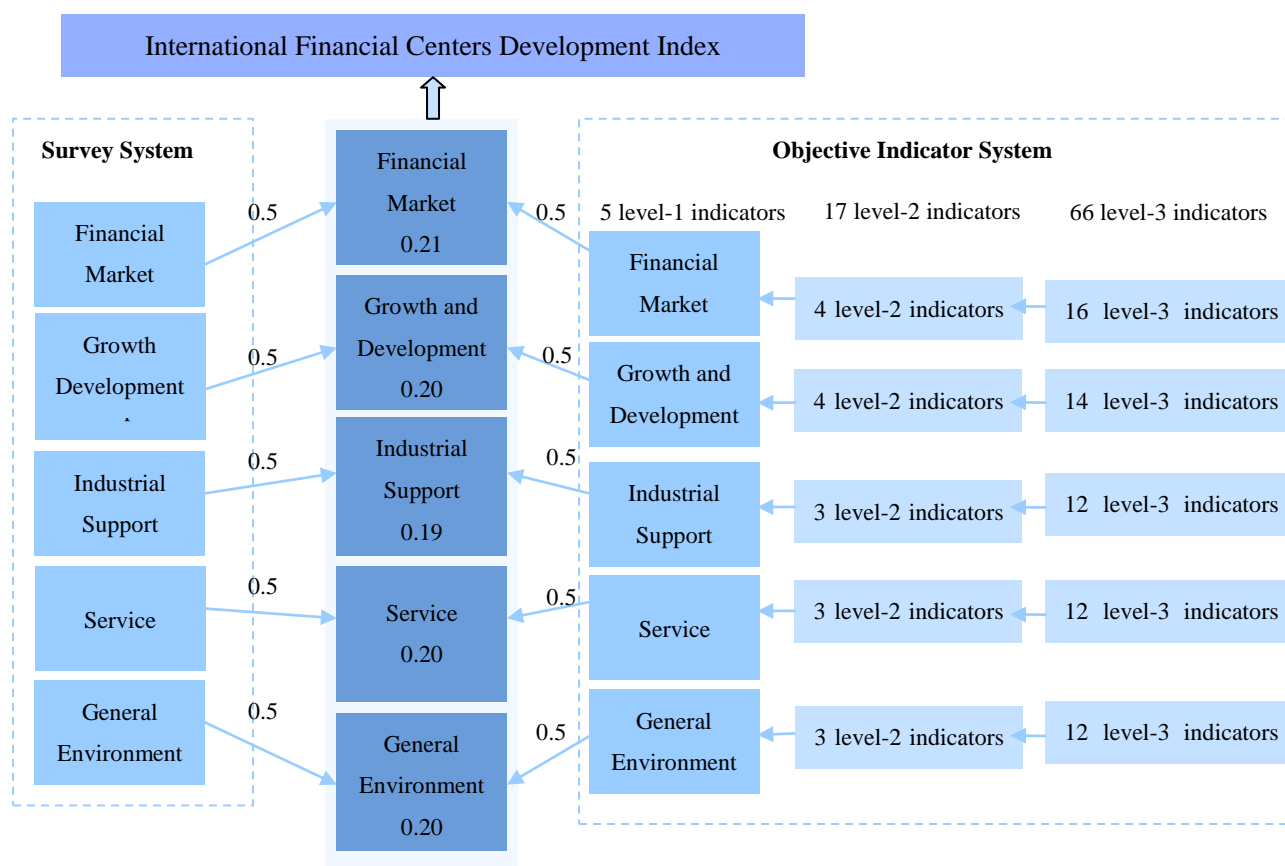 International Financial Centers Development Index
Survey System
Financial
Market
Growth
Development
Industrial
Support
Service
General
Environment
0.5
0.5
0.5
0.5
0.5
Financial
Market
0.21
Growth and
Development
0.20
Industrial
Support
0.19
Service
0.20
General
Environment
0.20
0.5
0.5
0.5
0.5
0.5
Objective Indicator System
5 level-1 indicators
17 level-2 indicators
66 level-3 indicators
Financial
Market
4 level-2 indicators
16 level-3 indicators
Growth and
Development
4 level-2 indicators
14 level-3 indicators
Industrial
Support
3 level-2 indicators
12 level-3 indicators
Service
3 level-2 indicators
12 level-3 indicators
General
Environment
3 level-2 indicators
12 level-3 indicators